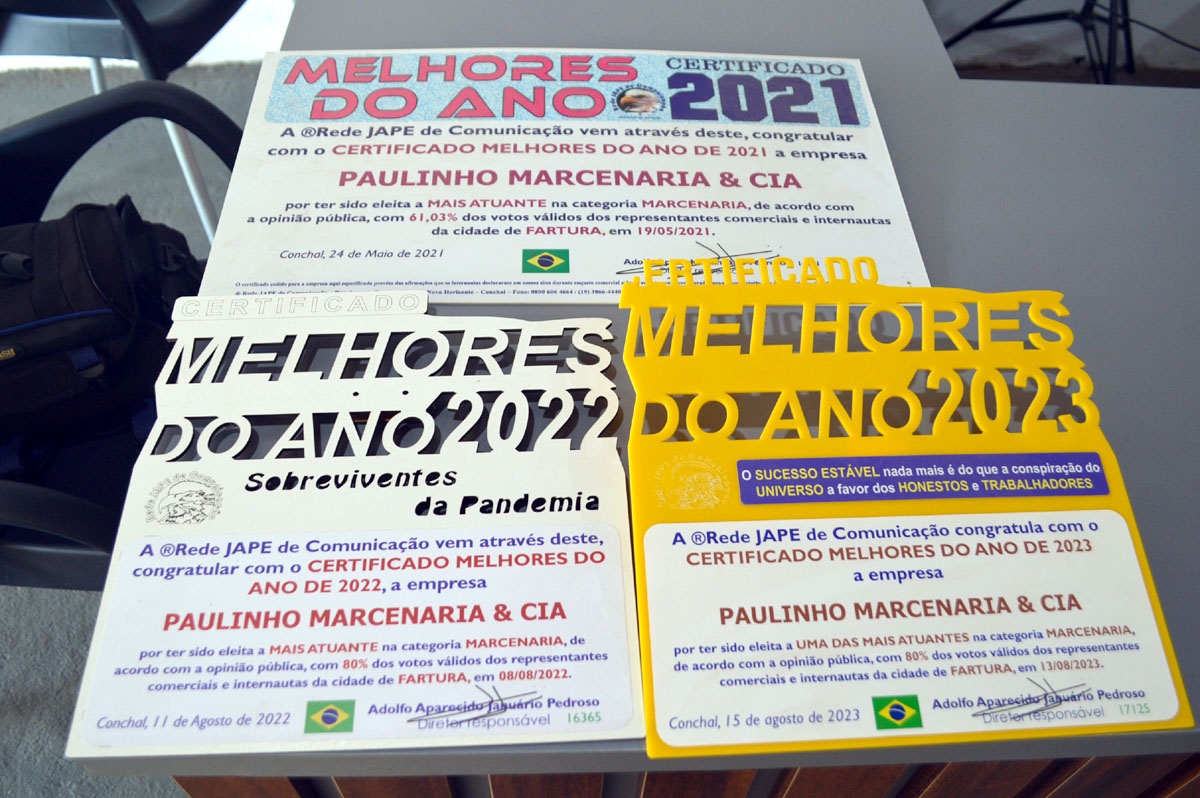 MELHORES
DO ANO
CERTIFICADO
2021
A ®Rede JAPE de Comunicação vem através deste, congratular
com o CERTIFICADO MELHORES DO ANO DE 2021 a empresa
PAULINHO MARCENARIA & CIA
por ter sido eleita a MAIS ATUANTE na categoria MARCENARIA, de acordo com
a opinião pública, com 61,03% dos votos válidos dos representantes comerciais e internautas
da cidade de FARTURA, em 19/05/2021.
Conchal, 24 de Maio de 2021
CERTIFICADO
MELHORES
DO ANO 2022
Rede JAPE de
Sobreviventes
da Pandemia
A ®Rede JAPE de Comunicação vem através deste,
congratular com o CERTIFICADO MELHORES DO
ANO DE 2022, a empresa
PAULINHO MARCENARIA & CIA
por ter sido eleita a MAIS ATUANTE na categoria MARCENARIA, de
acordo com a opinião pública, com 80% dos votos válidos dos representantes
comerciais e internautas da cidade de FARTURA, em 08/08/2022.
Conchal, 11 de Agosto de 2022
Adolfo Aparecido Januário Pedroso
Diretor responsável 16365
ERTIFICADO
MELHORES
DO ANO 2023
O SUCESSO ESTÁVEL nada mais é do que a conspiração do
UNIVERSO a favor dos HONESTOS e TRABALHADORES
A ®Rede JAPE de Comunicação congratula com o
CERTIFICADO MELHORES DO ANO DE 2023
a empresa
PAULINHO MARCENARIA & CIA
por ter sido eleita a UMA DAS MAIS ATUANTES na categoria MARCENARIA,
de acordo com a opinião pública, com 80% dos votos válidos dos representantes
comerciais e internautas da cidade de FARTURA, em 13/08/2023.
Conchal, 15 de agosto de 2023
Adolfo Aparecido Januário Pedroso
Diretor responsável 17125